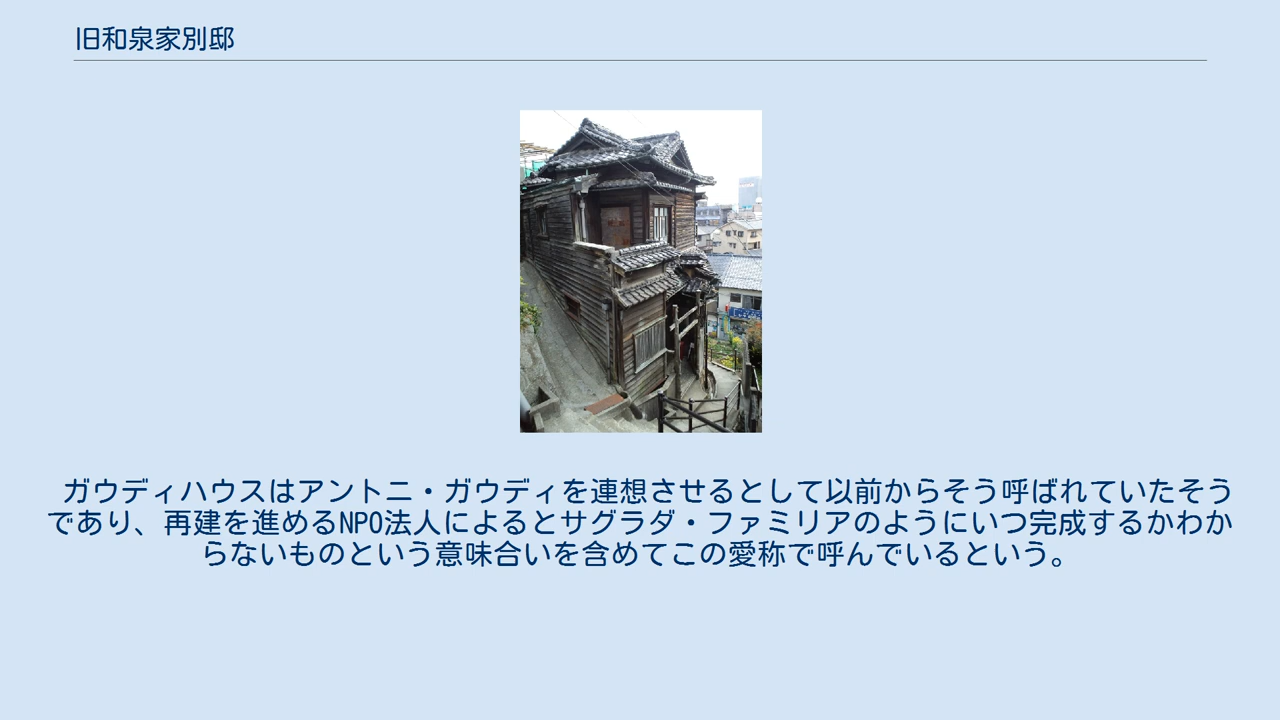 旧和泉家別邸
ガウディハウスはアントニ・ガウディを連想させるとして以前からそう呼ばれていたそう
であり、再建を進めるNPO法人によるとサグラダ・ファミリアのようにいつ完成するかわか
らないものという意味合いを含めてこの愛称で呼んでいるという。